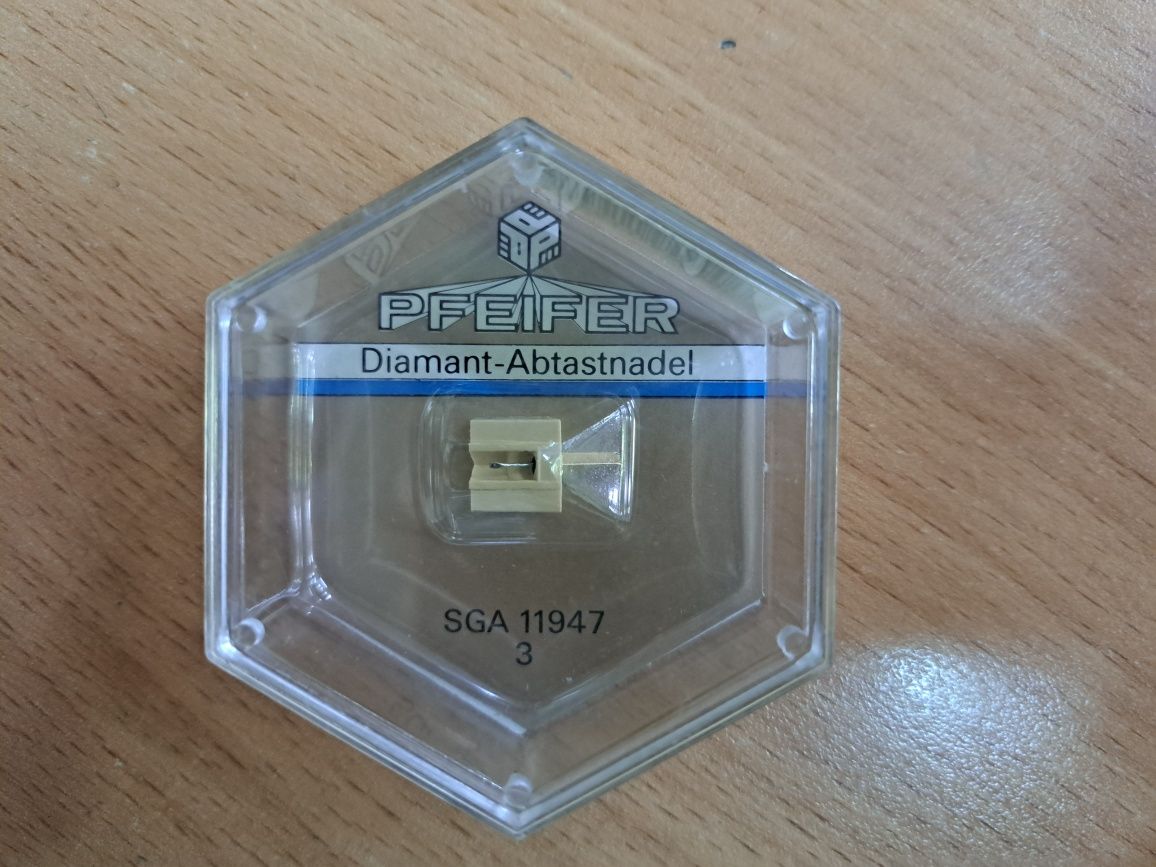 PFEIFER
Diamant-Abtastnadel
SGA 11947
3